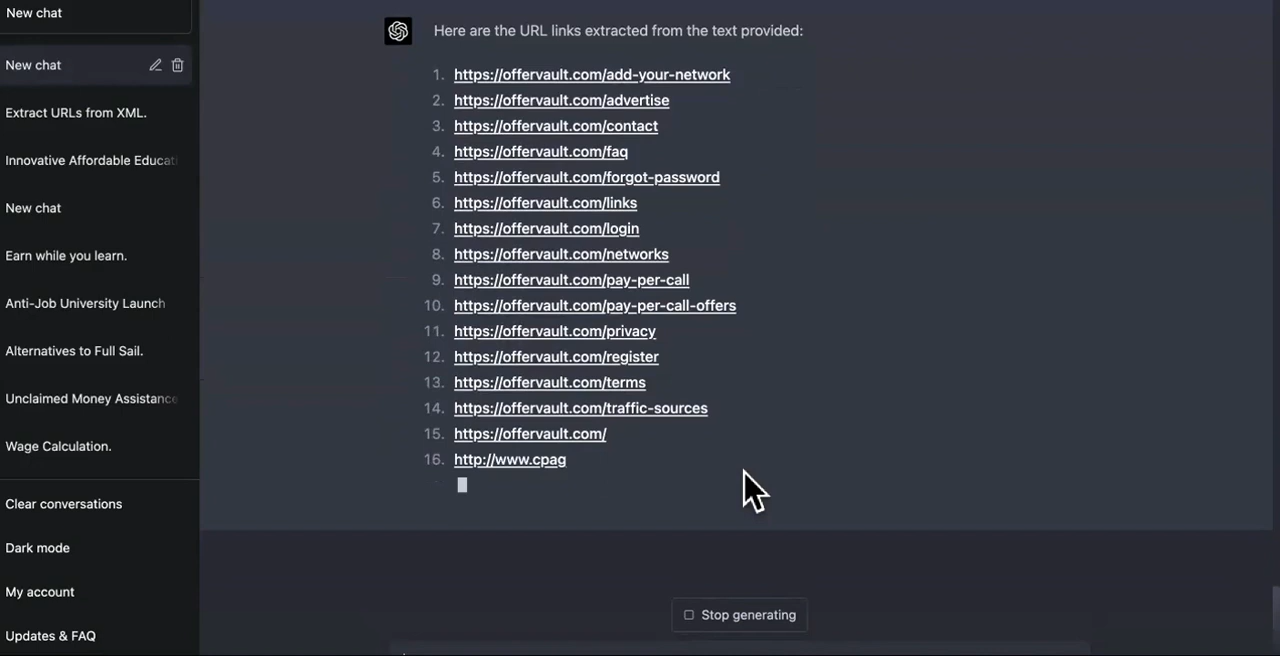 New chat
New chat
Extract URLs from XML.
Innovative Affordable Educati
New chat
Earn while you learn.
Anti-Job University Launch
Alternatives to Full Sail.
Unclaimed Money Assistance
Wage Calculation.
Clear conversations
Dark mode
My account
Updates & FAQ
Here are the URL links extracted from the text provided:
1. https://offervault.com/add-your-network
2. https://offervault.com/advertise
3. https://offervault.com/contact
4. https://offervault.com/faq
5. https://offervault.com/forgot-password
6. https://offervault.com/links
7. https://offervault.com/login
8. https://offervault.com/networks
9. https://offervault.com/pay-per-call
10. https://offervault.com/pay-per-call-offers
11. https://offervault.com/privacy
12. https://offervault.com/register
13. https://offervault.com/terms
14. https://offervault.com/traffic-sources
15. https://offervault.com/
16. http://www.cpag
Stop generating